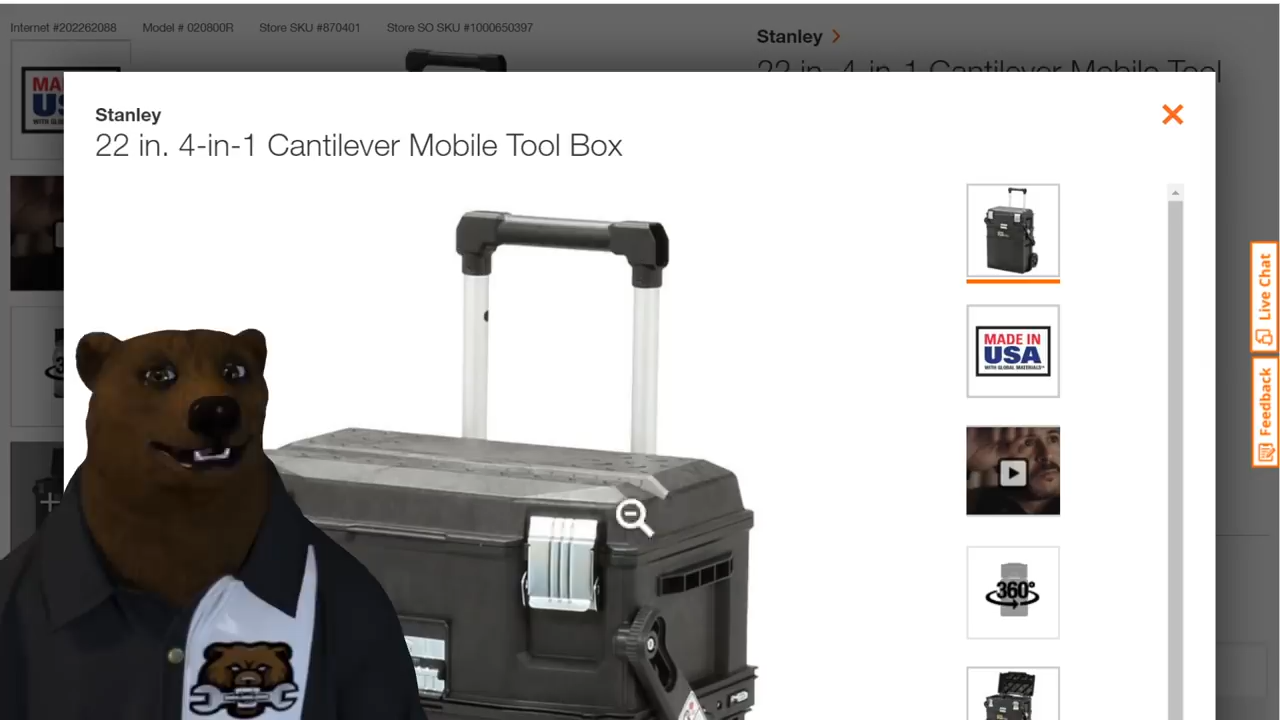 Internet #202262088 Model # 020800R Store SKU #870401 Store SO SKU #1000650397
Stanley
22 in. 4-in-1 Cantilever Mobile Tool
Stanley
22 in. 4-in-1 Cantilever Mobile Tool Box
MADE IN
USA
WITH GLOBAL MATERIALS™
360°
Live Chat
Feedback